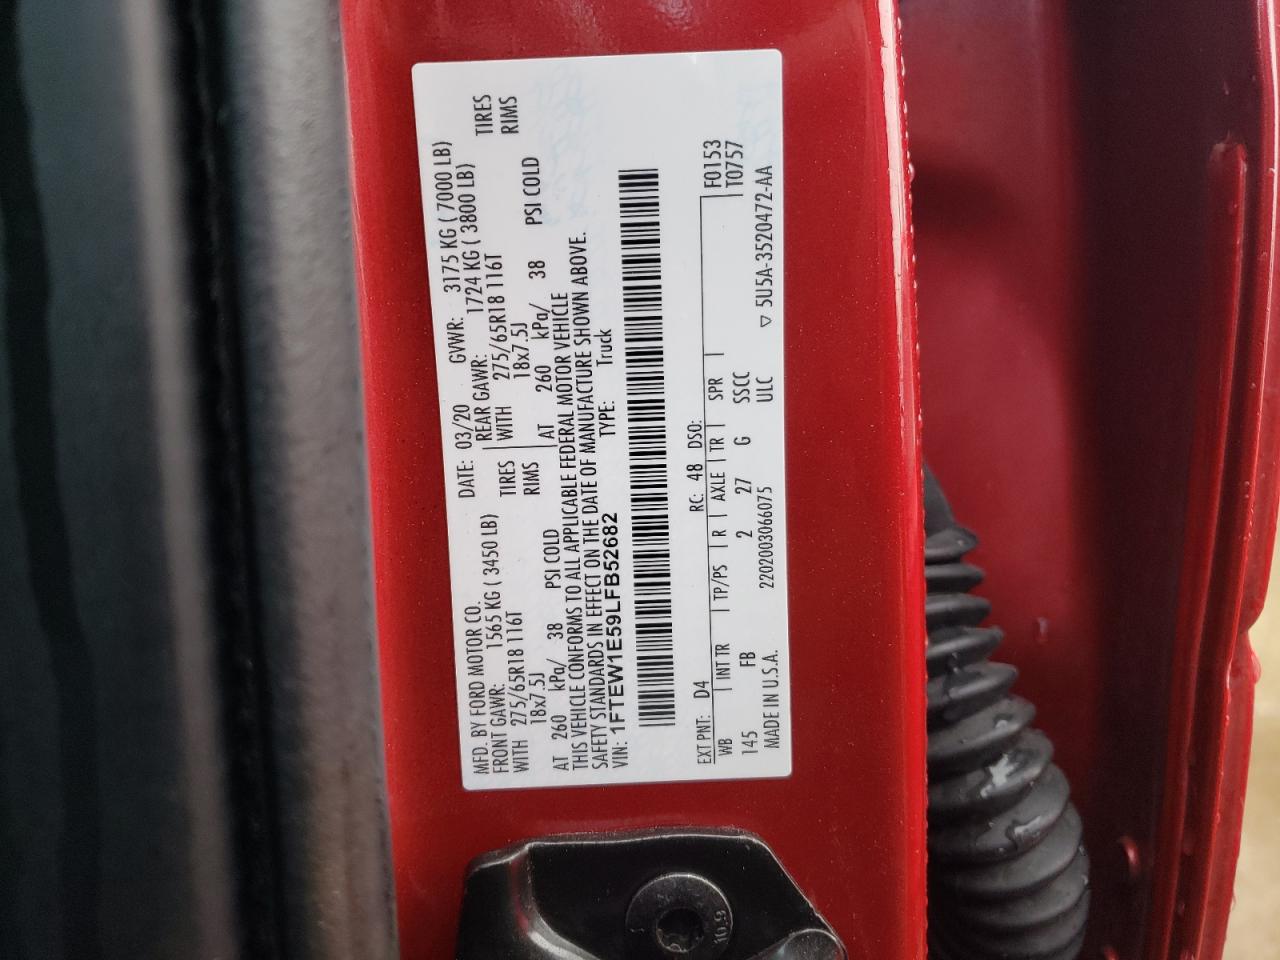 MFD. BY FORD MOTOR CO. DATE: 03/20 GVWR: 3175 KG ( 7000 LB)
FRONT GAWR: 1565 KG ( 3450 LB) REAR GAWR: 1724 KG ( 3800 LB)
WITH 275/65R18 116T TIRES WITH 275/65R18 116T TIRES
18x7.5J RIMS 18x7.5J RIMS
AT 260 kPa/ 38 PSI COLD AT 260 kPa/ 38 PSI COLD
THIS VEHICLE CONFORMS TO ALL APPLICABLE FEDERAL MOTOR VEHICLE
SAFETY STANDARDS IN EFFECT ON THE DATE OF MANUFACTURE SHOWN ABOVE.
VIN: 1FTEW1E59LFB52682 TYPE: Truck
EXT PNT: D4 RC: 48 DSO: F0153
WB INT TR TP/PS R AXLE TR SPR T0757
145 FB 2 27 G SSCC
MADE IN U.S.A. 2202003066075 ULC ▽ 5U5A-3520472-AA
10.9